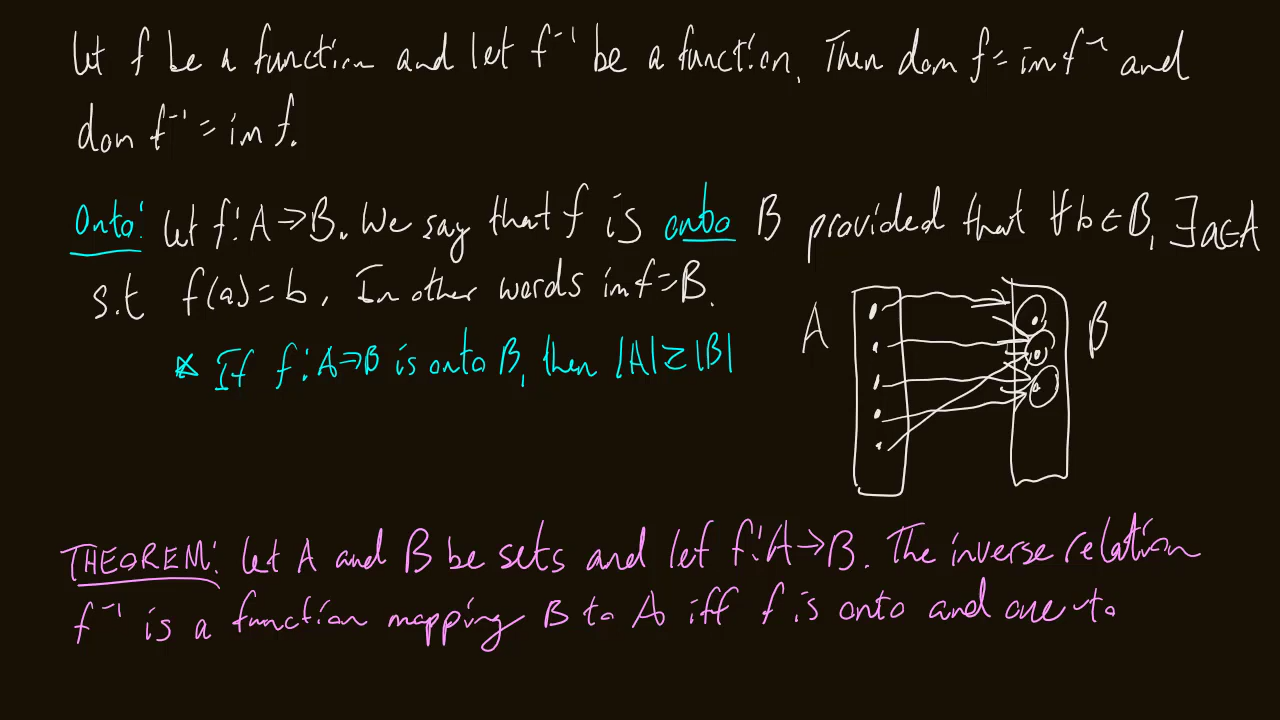 Let f be a function and let f⁻¹ be a function. Then dom f = im f⁻¹ and
dom f⁻¹ = im f.
Onto: Let f: A → B. We say that f is onto B provided that ∀b ∈ B, ∃a ∈ A
s.t f(a) = b. In other words im f = B.
A B
* If f: A → B is onto B, then |A| ≥ |B|
THEOREM: Let A and B be sets and let f: A → B. The inverse relation
f⁻¹ is a function mapping B to A iff f is onto and one-to